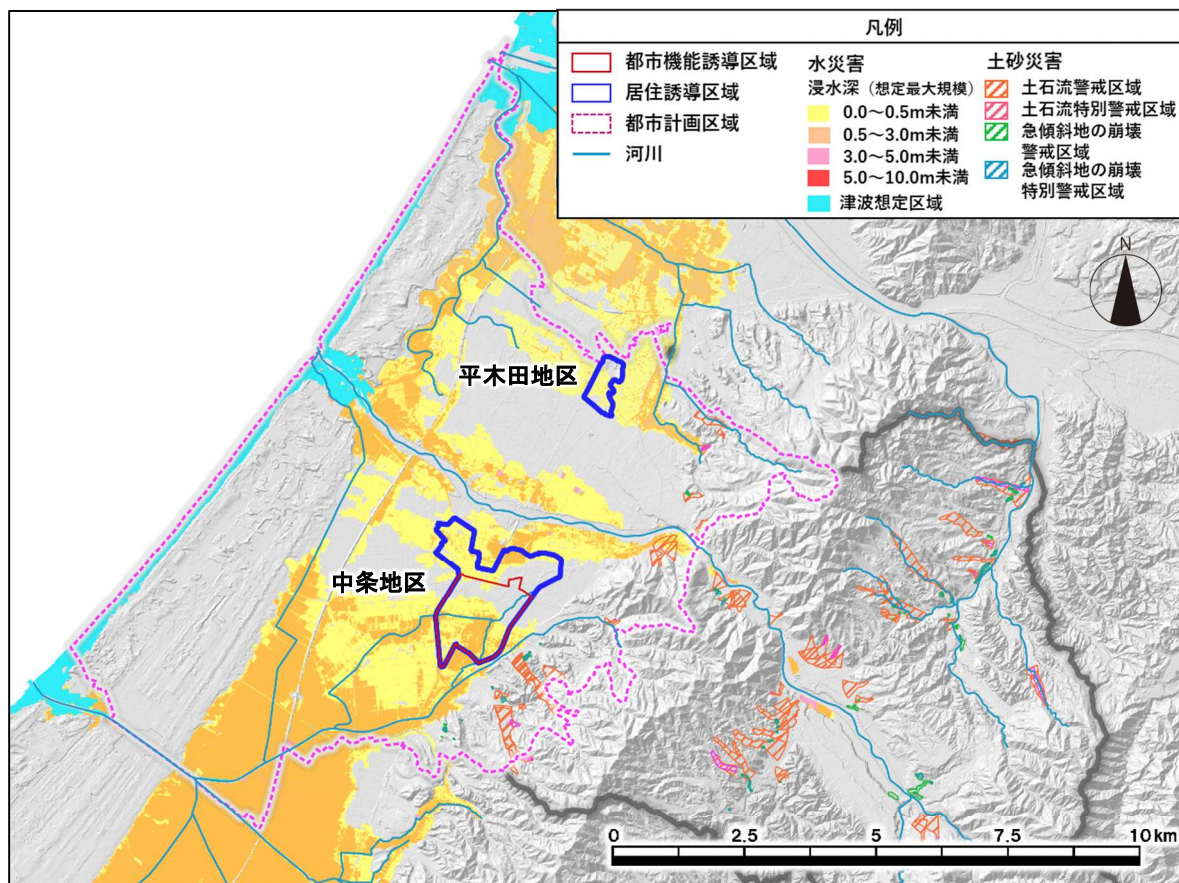 凡例
都市機能誘導区域
居住誘導区域
都市計画区域
河川
水災害
浸水深（想定最大規模）
0.0～0.5m未満
0.5～3.0m未満
3.0～5.0m未満
5.0～10.0m未満
津波想定区域
土砂災害
土石流警戒区域
土石流特別警戒区域
急傾斜地の崩壊
警戒区域
急傾斜地の崩壊
特別警戒区域
N
平木田地区
中条地区
0 2.5 5 7.5 10 km